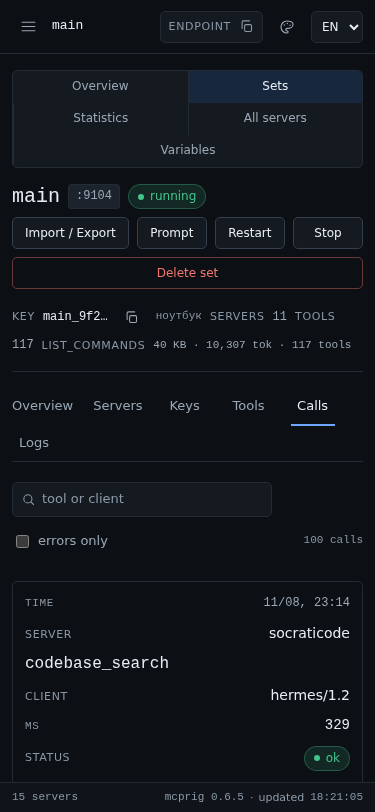 main ENDPOINT EN
Overview Sets
Statistics All servers
Variables
main :9104 running
Import / Export Prompt Restart Stop
Delete set
KEY main_9f2… ноутбук SERVERS 11 TOOLS
117 LIST_COMMANDS 40 KB · 10,307 tok · 117 tools
Overview Servers Keys Tools Calls
Logs
tool or client
errors only 100 calls
TIME 11/08, 23:14
SERVER socraticode
codebase_search
CLIENT hermes/1.2
MS 329
STATUS ok
15 servers mcprig 0.6.5 · updated 18:21:05